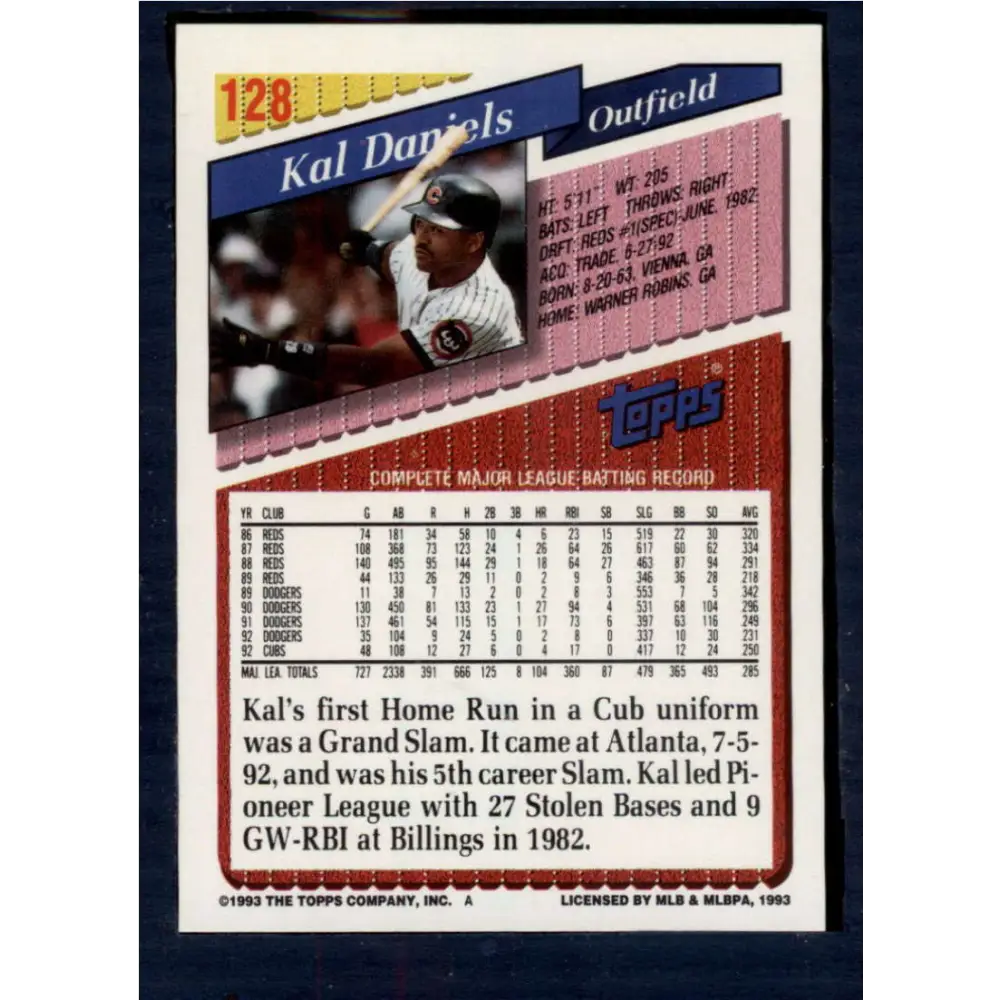 128
Kal Daniels
Outfield
HT: 5'11" WT: 205
BATS: LEFT THROWS: RIGHT
DRFT: REDS #1(SPEC)-JUNE, 1982
ACQ: TRADE, 6-27-92
BORN: 8-20-63, VIENNA, GA
HOME: WARNER ROBINS, GA
TOPPS®
COMPLETE MAJOR LEAGUE BATTING RECORD
YR CLUB G AB R H 2B 3B HR RBI SB SLG BB SO AVG
86 REDS 74 181 34 58 10 4 6 23 15 519 22 30 320
87 REDS 108 368 73 123 24 1 26 64 26 617 60 62 334
88 REDS 140 495 95 144 29 1 18 64 27 463 87 94 291
89 REDS 44 133 26 29 11 0 2 9 6 346 36 28 218
89 DODGERS 11 38 7 13 2 0 2 8 3 553 7 5 342
90 DODGERS 130 450 81 133 23 1 27 94 4 531 68 104 296
91 DODGERS 137 461 54 115 15 1 17 73 6 397 63 116 249
92 DODGERS 35 104 9 24 5 0 2 8 0 337 10 30 231
92 CUBS 48 108 12 27 6 0 4 17 0 417 12 24 250
MAJ. LEA. TOTALS 727 2338 391 666 125 8 104 360 87 479 365 493 285
Kal's first Home Run in a Cub uniform
was a Grand Slam. It came at Atlanta, 7-5-
92, and was his 5th career Slam. Kal led Pi-
oneer League with 27 Stolen Bases and 9
GW-RBI at Billings in 1982.
©1993 THE TOPPS COMPANY, INC. A LICENSED BY MLB & MLBPA, 1993